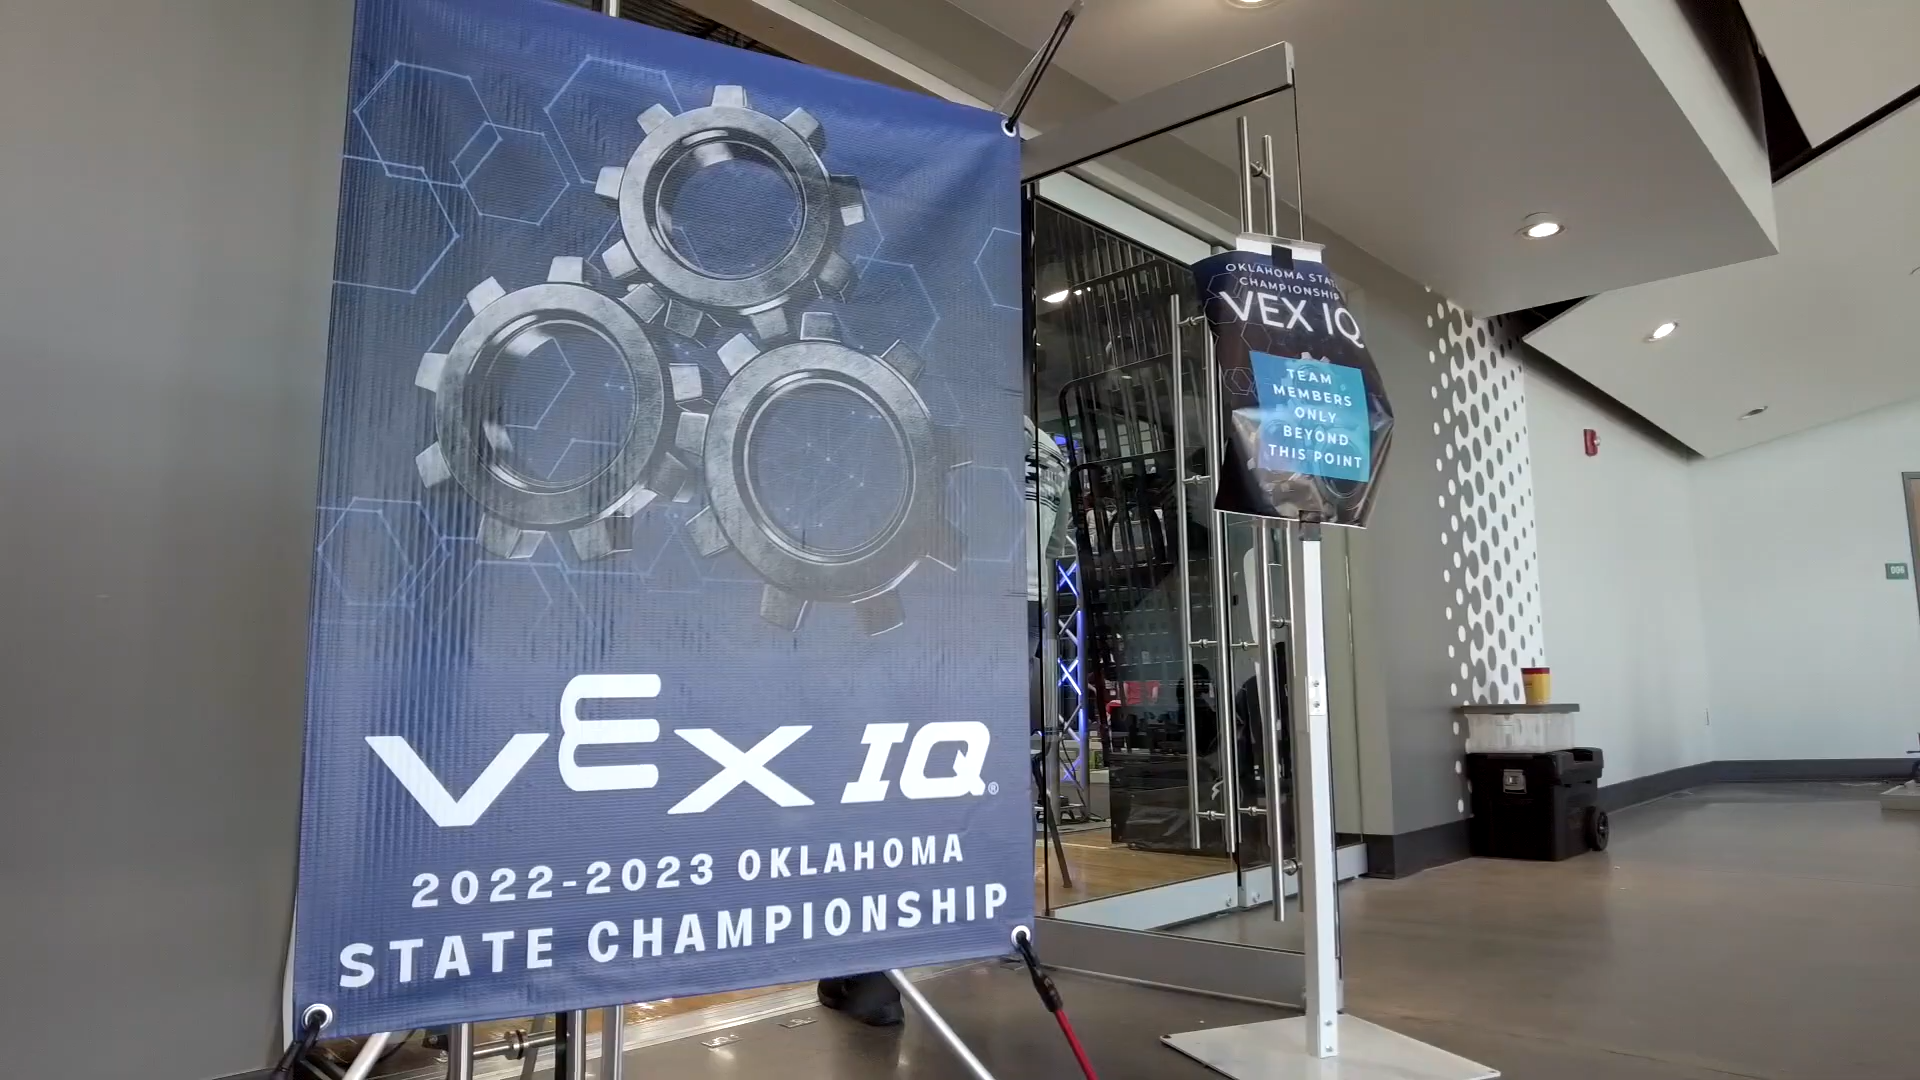 VEX IQ®
2022-2023 OKLAHOMA
STATE CHAMPIONSHIP
OKLAHOMA STATE
CHAMPIONSHIP
VEX IQ
TEAM
MEMBERS
ONLY
BEYOND
THIS POINT